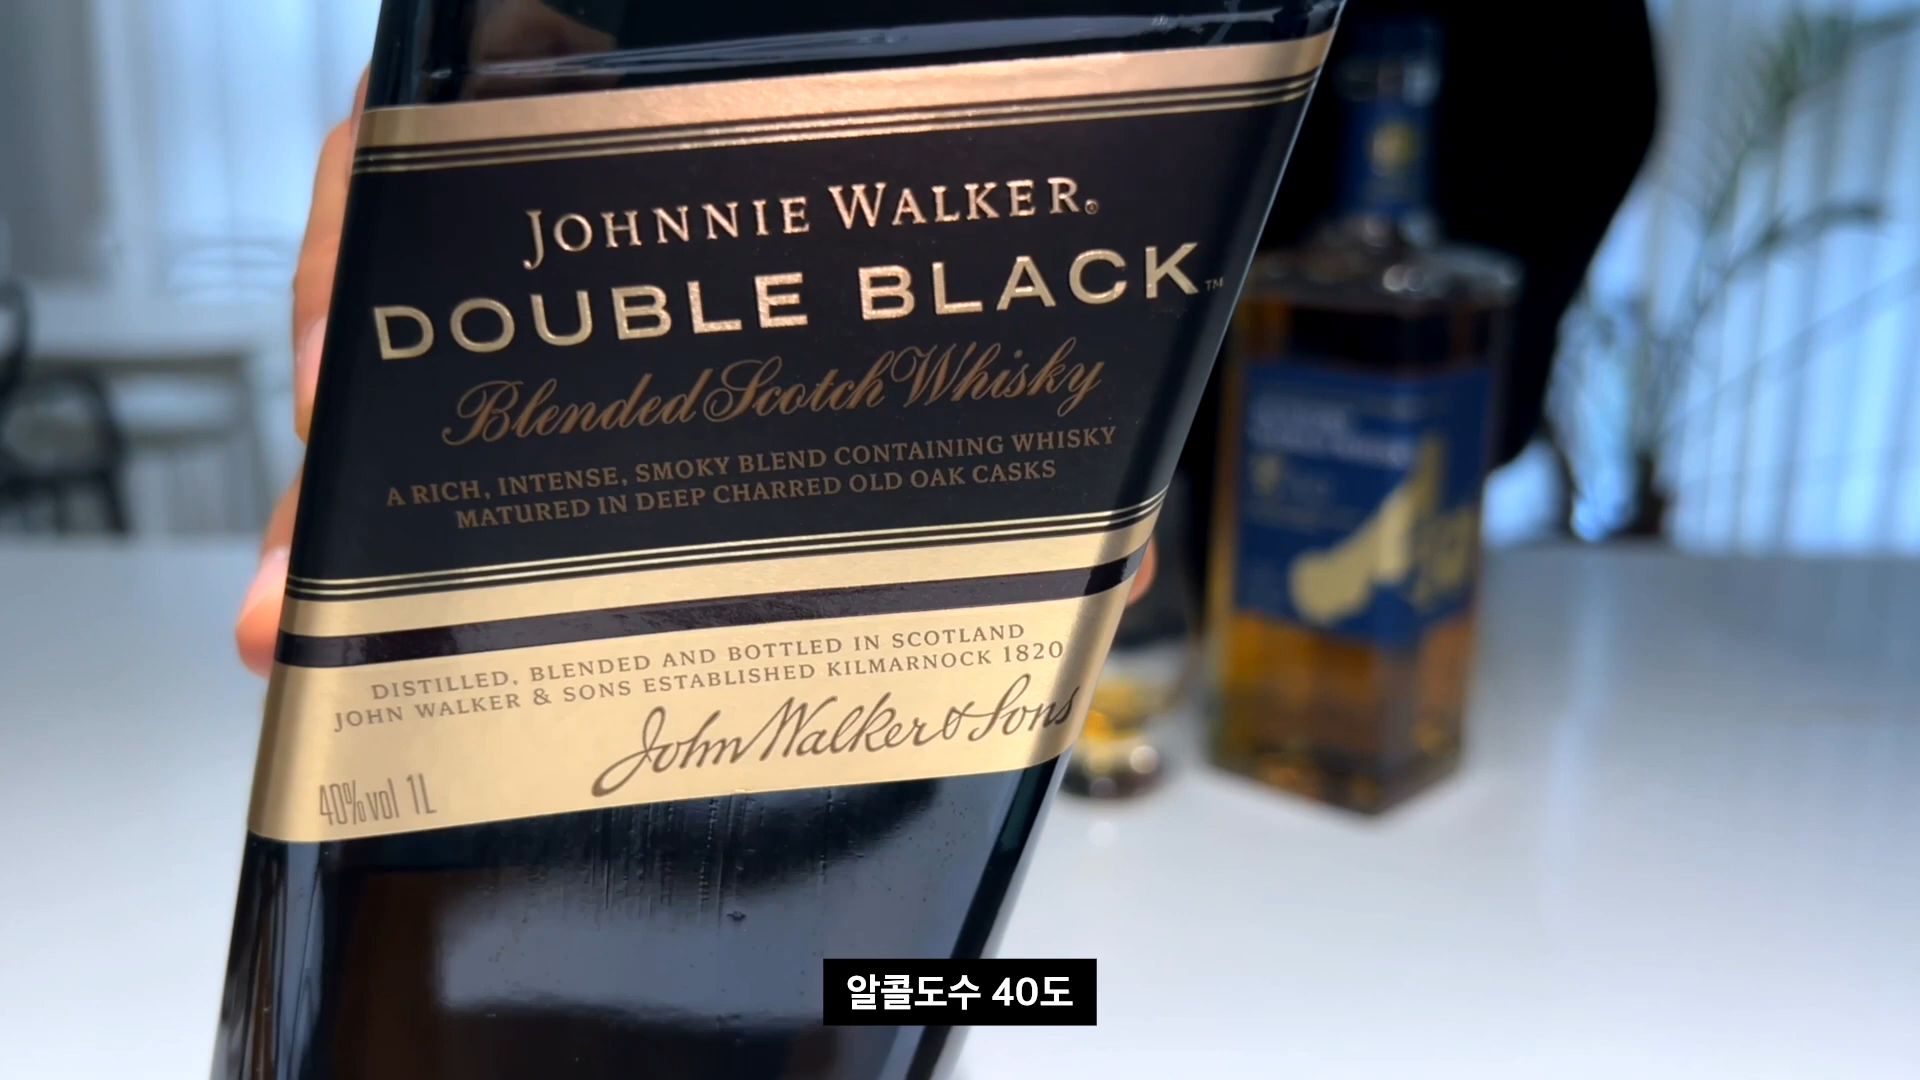 JOHNNIE WALKER®
DOUBLE BLACK™
Blended Scotch Whisky
A RICH, INTENSE, SMOKY BLEND CONTAINING WHISKY
MATURED IN DEEP CHARRED OLD OAK CASKS
DISTILLED, BLENDED AND BOTTLED IN SCOTLAND
JOHN WALKER & SONS ESTABLISHED KILMARNOCK 1820
John Walker & Sons
40%vol 1L
알콜도수 40도